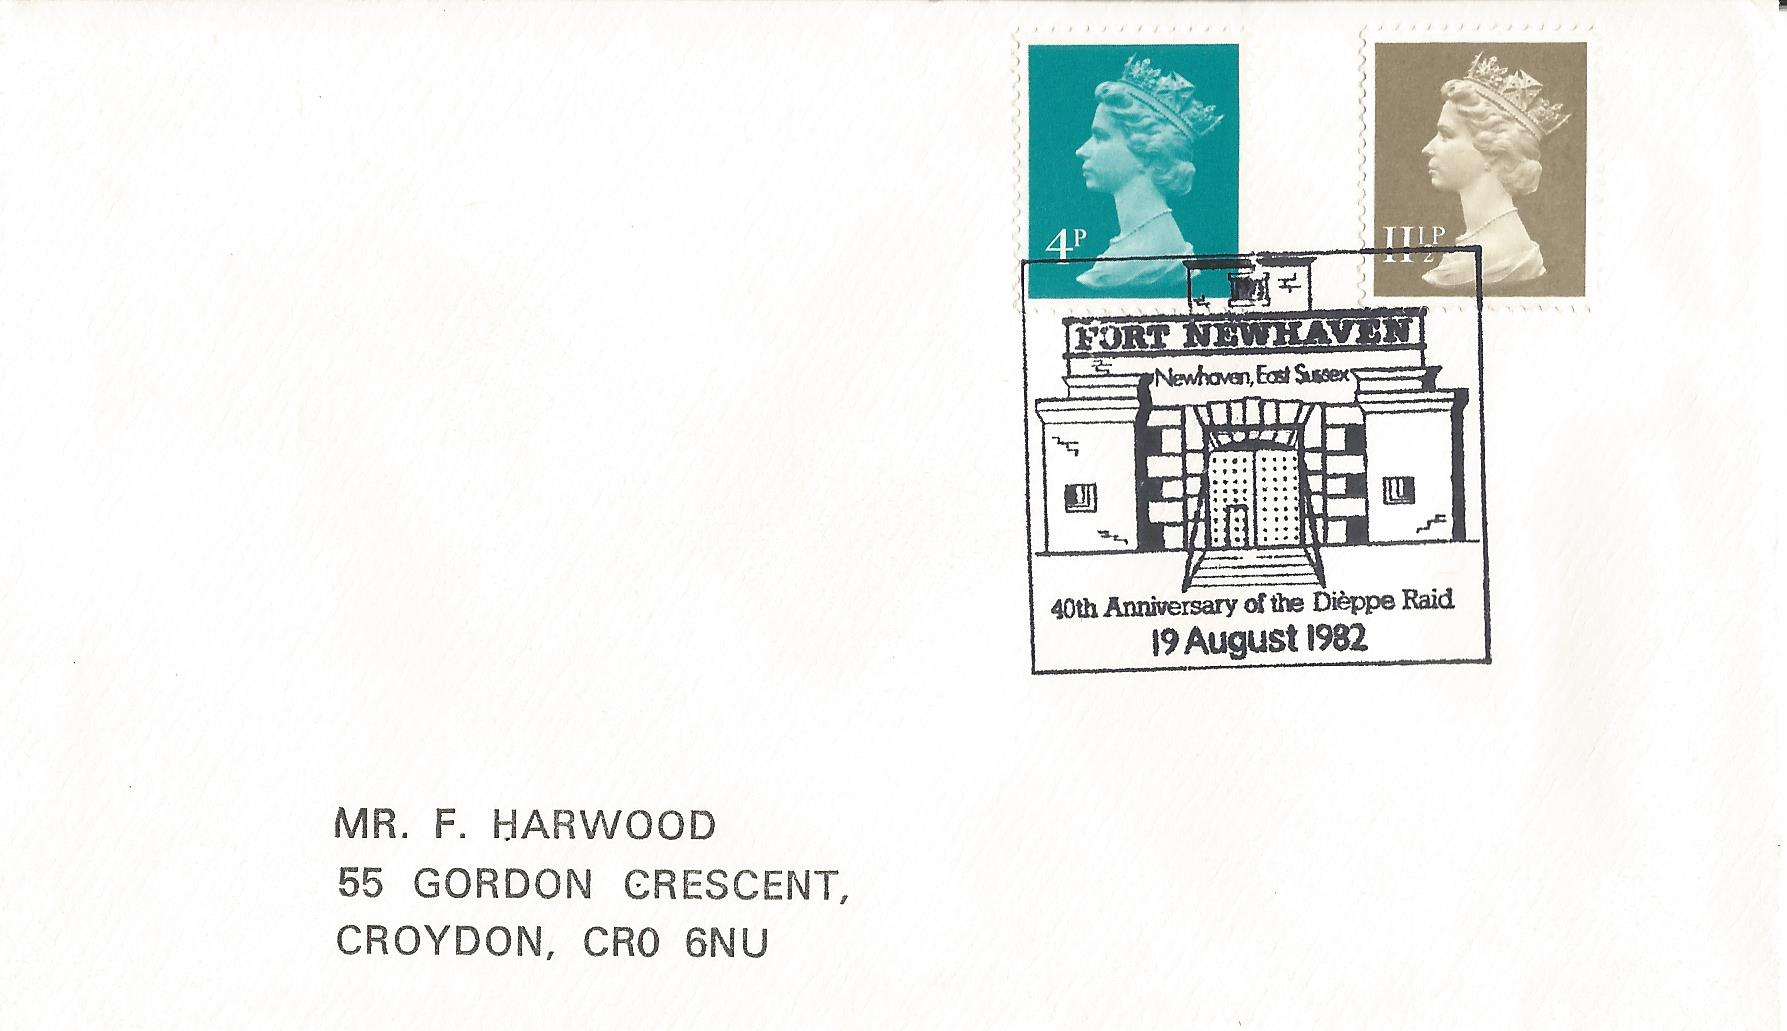 4P
11½P
FORT NEWHAVEN
Newhaven, East Sussex
40th Anniversary of the Dièppe Raid
19 August 1982
MR. F. HARWOOD
55 GORDON CRESCENT,
CROYDON, CR0 6NU